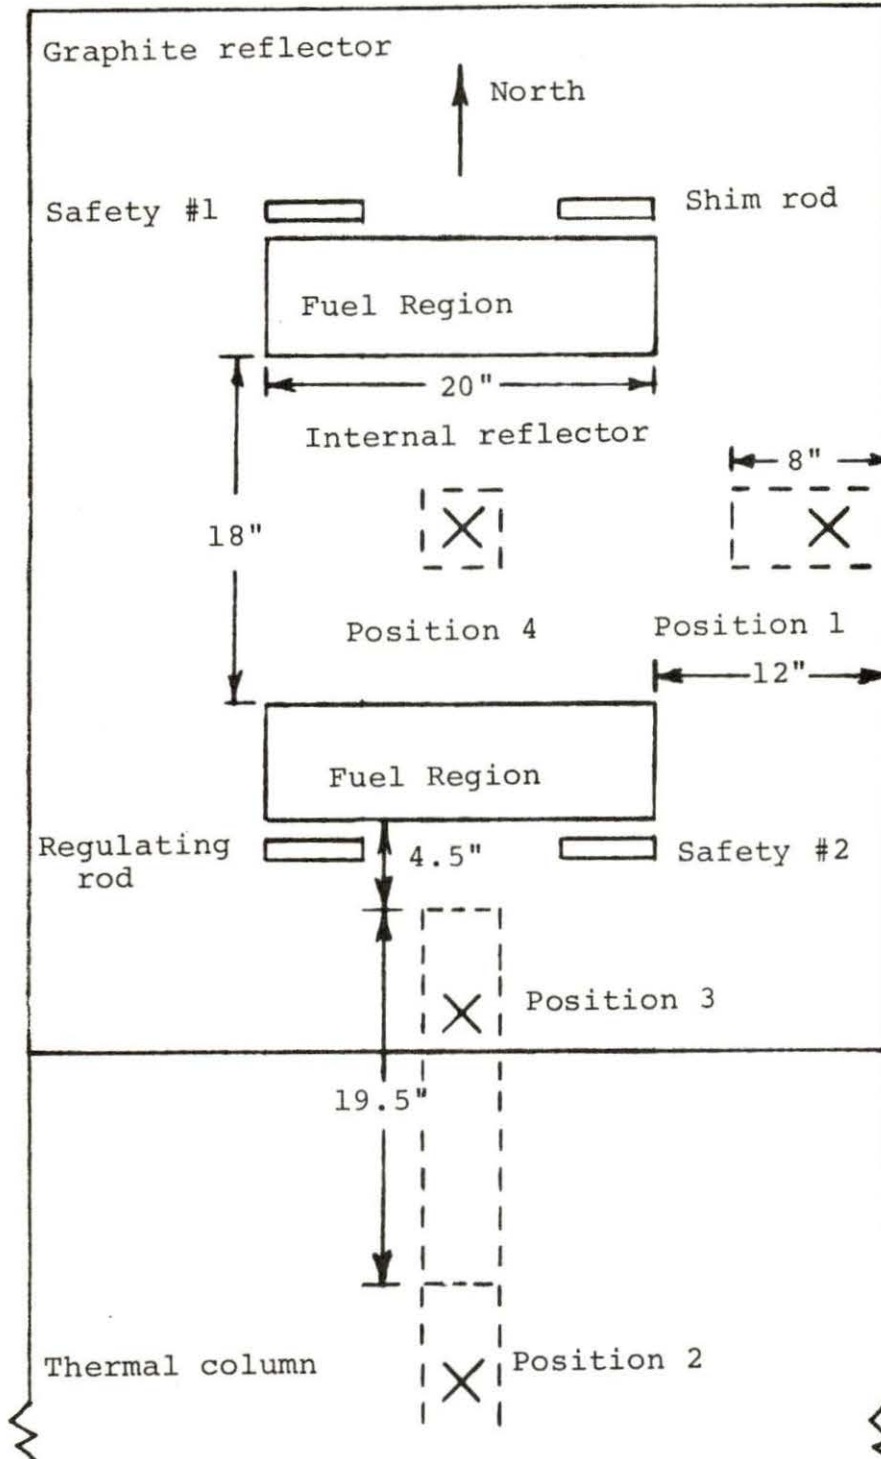 Graphite reflector
North
Safety #1
Shim rod
Fuel Region
20"
Internal reflector
8"
18"
Position 4
Position 1
12"
Fuel Region
Regulating
rod
4.5"
Safety #2
Position 3
19.5"
Thermal column
Position 2